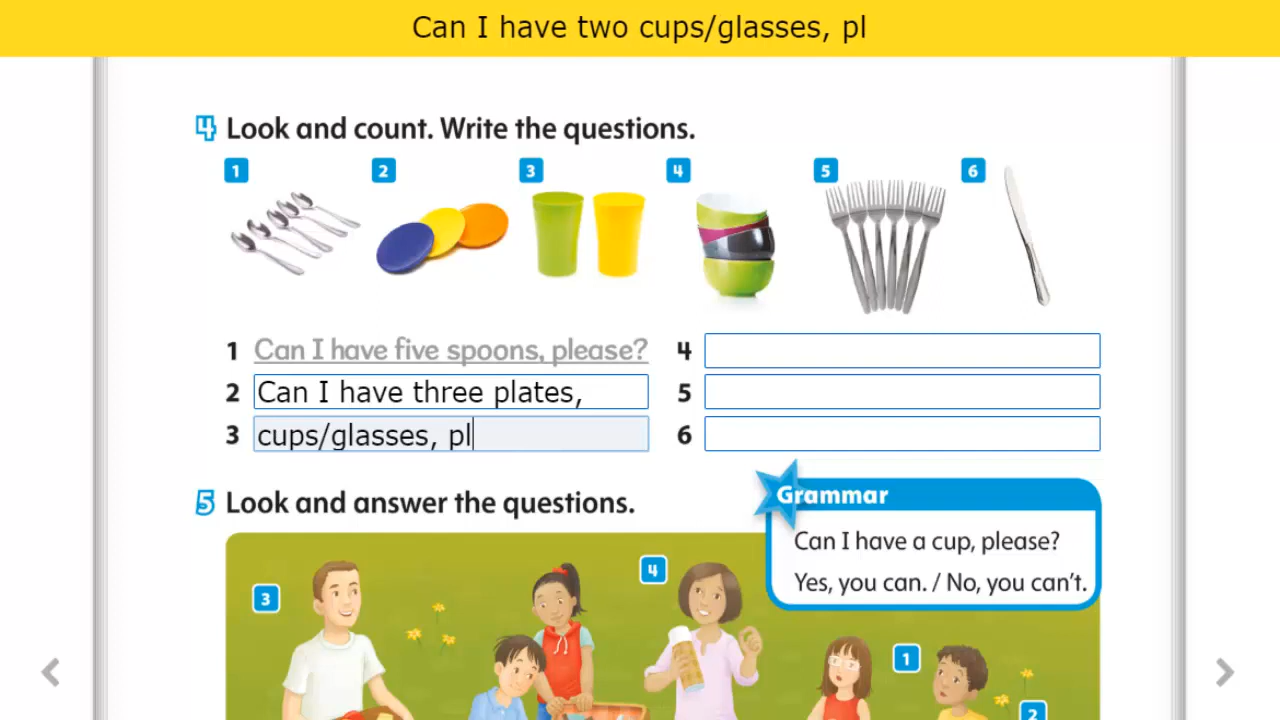 Can I have two cups/glasses, pl
4 Look and count. Write the questions.
1 2 3 4 5 6
1 Can I have five spoons, please?
2 Can I have three plates,
3 cups/glasses, pl
4
5
6
5 Look and answer the questions.
Grammar
Can I have a cup, please?
Yes, you can. / No, you can't.
3
4
1
2